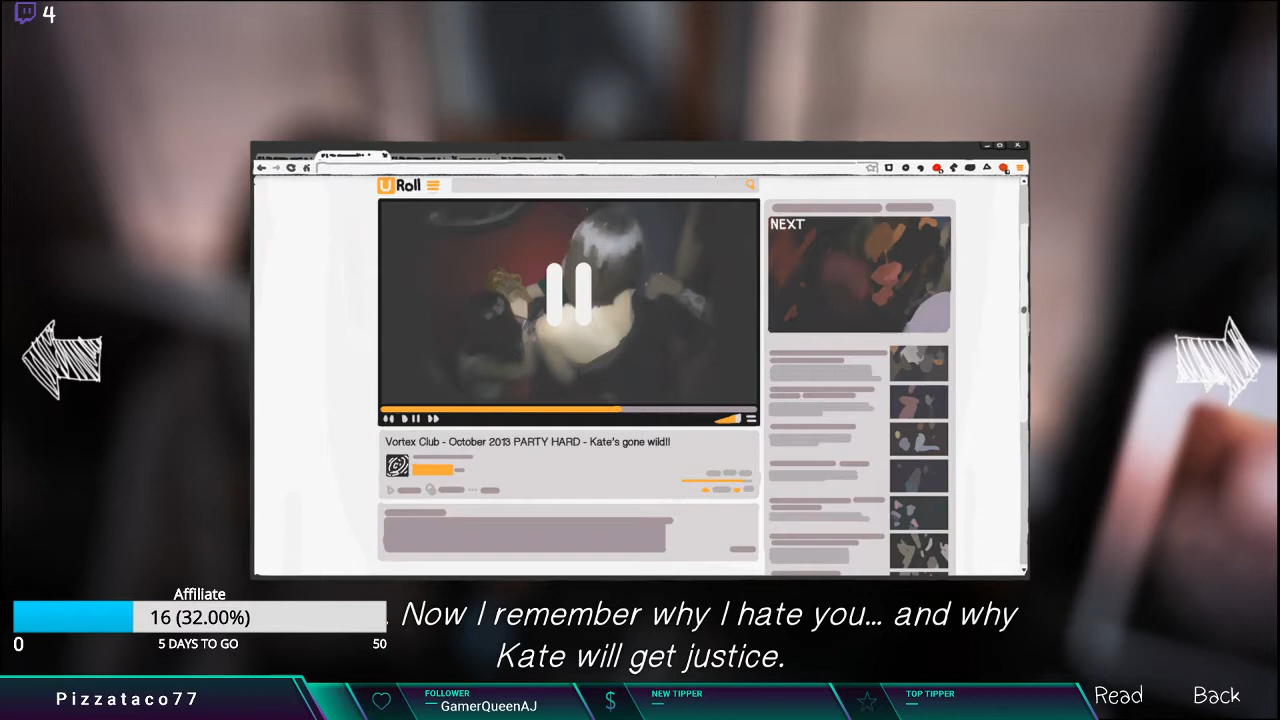 4
U Roll
NEXT
Vortex Club - October 2013 PARTY HARD - Kate's gone wild!!
Affiliate
16 (32.00%)
0
5 DAYS TO GO
50
. Now I remember why I hate you... and why
Kate will get justice.
Pizzataco77
FOLLOWER
GamerQueenAJ
$
NEW TIPPER
TOP TIPPER
Read
Back